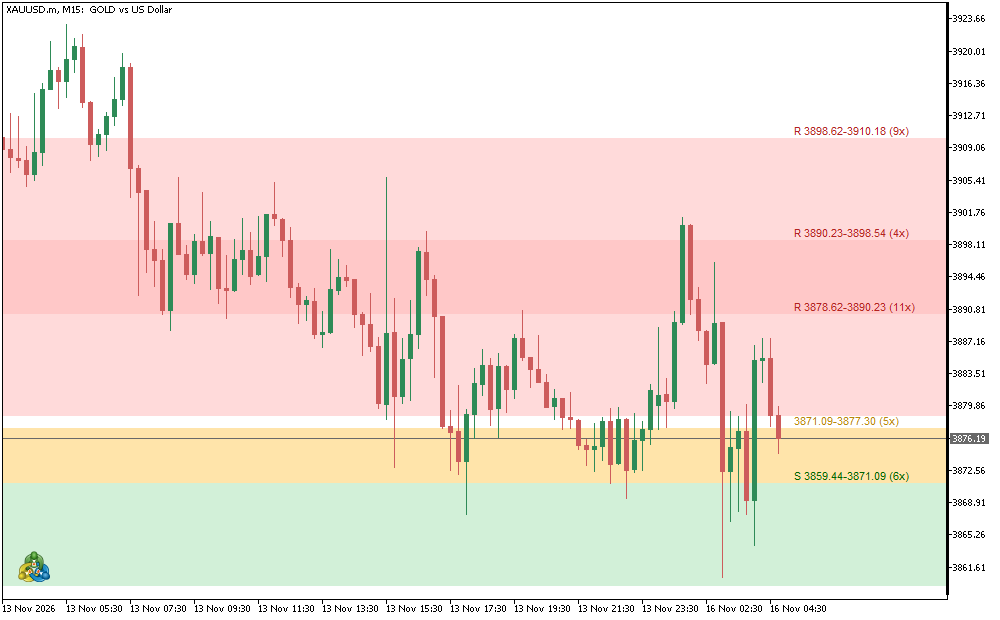 XAUUSD.m, M15: GOLD vs US Dollar
3923.66
3920.01
3916.36
3912.71
R 3898.62-3910.18 (9x)
3909.06
3905.41
3901.76
R 3890.23-3898.54 (4x)
3898.11
3894.46
R 3878.62-3890.23 (11x)
3890.81
3887.16
3883.51
3879.86
3871.09-3877.30 (5x)
3876.19
3872.56
S 3859.44-3871.09 (6x)
3868.91
3865.26
3861.61
13 Nov 2026 13 Nov 05:30 13 Nov 07:30 13 Nov 09:30 13 Nov 11:30 13 Nov 13:30 13 Nov 15:30 13 Nov 17:30 13 Nov 19:30 13 Nov 21:30 13 Nov 23:30 16 Nov 02:30 16 Nov 04:30